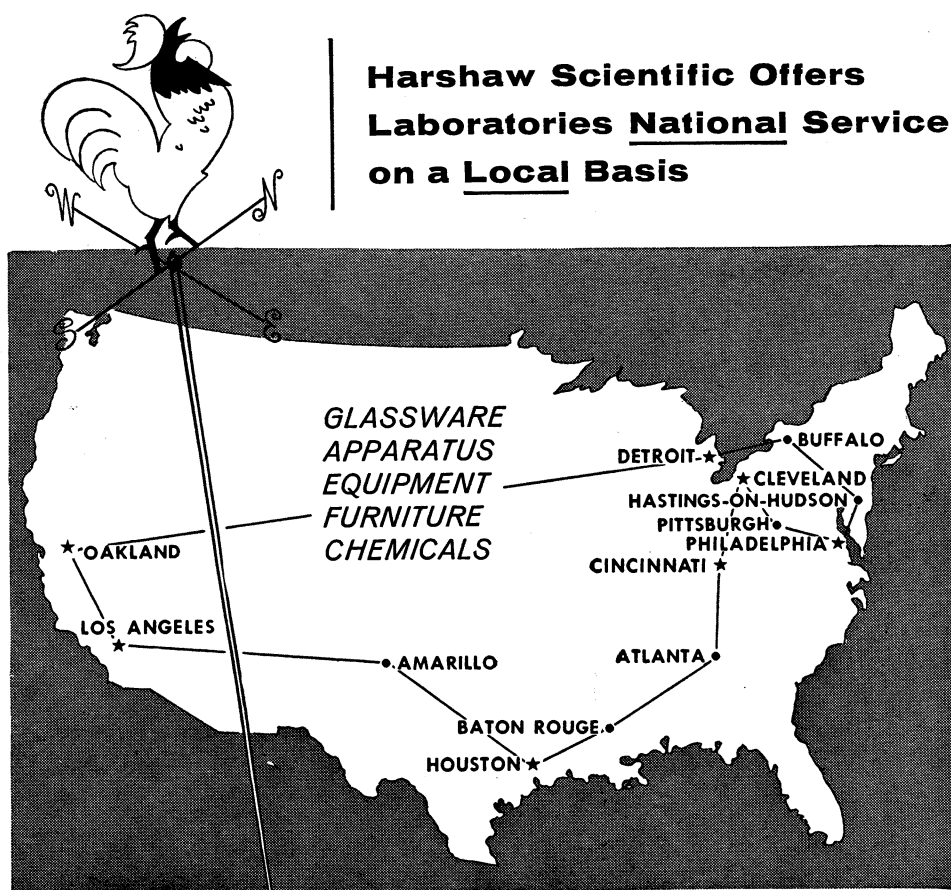 Harshaw Scientific Offers
Laboratories National Service
on a Local Basis
W
N
S
E
GLASSWARE
APPARATUS
EQUIPMENT
FURNITURE
CHEMICALS
DETROIT
BUFFALO
CLEVELAND
HASTINGS-ON-HUDSON
PITTSBURGH
PHILADELPHIA
CINCINNATI
OAKLAND
LOS ANGELES
AMARILLO
ATLANTA
BATON ROUGE
HOUSTON